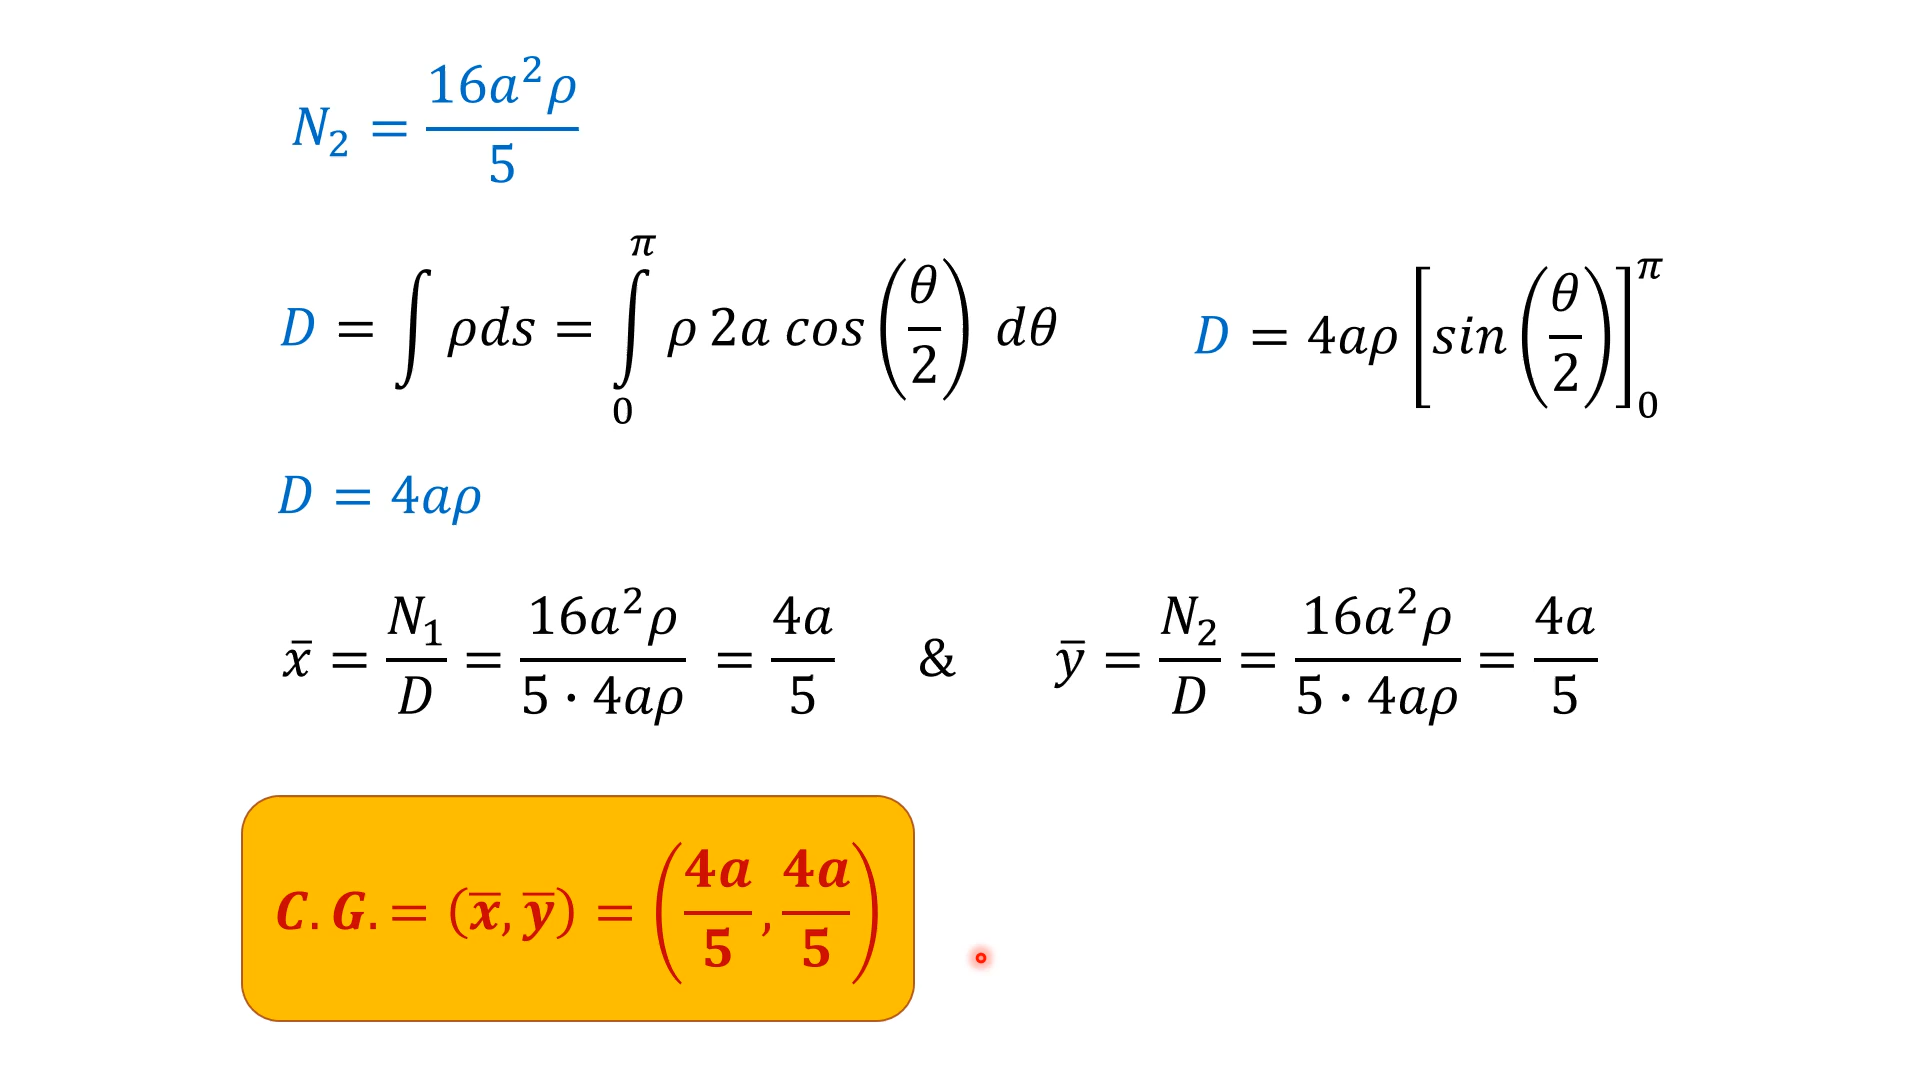 N₂ = 16a²ρ / 5
D = ∫ ρds = ∫₀^π ρ 2a cos(θ/2) dθ    D = 4aρ [sin(θ/2)]₀^π
D = 4aρ
x̅ = N₁/D = 16a²ρ / 5 · 4aρ = 4a/5    &    y̅ = N₂/D = 16a²ρ / 5 · 4aρ = 4a/5
C.G. = (x̅, y̅) = (4a/5, 4a/5)